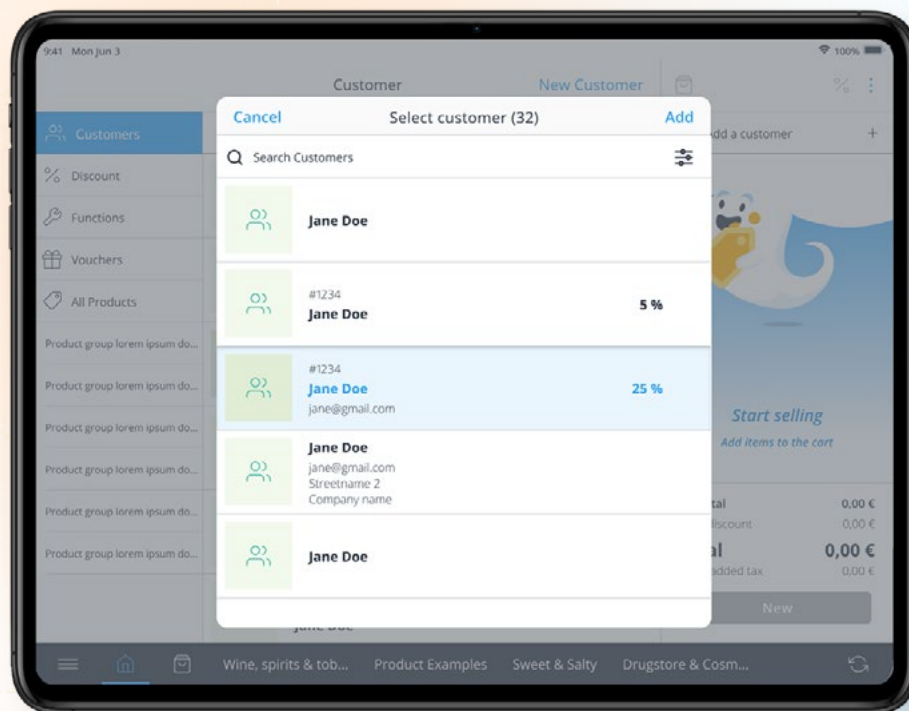 9:41 Mon Jun 3
100%
Customer
New Customer
Customers
Discount
Functions
Vouchers
All Products
Product group lorem ipsum do...
Product group lorem ipsum do...
Product group lorem ipsum do...
Product group lorem ipsum do...
Product group lorem ipsum do...
Product group lorem ipsum do...
Cancel
Select customer (32)
Add
Search Customers
Jane Doe
#1234
Jane Doe
5 %
#1234
Jane Doe
25 %
jane@gmail.com
Jane Doe
jane@gmail.com
Streetname 2
Company name
Jane Doe
a customer
+
%
Start selling
Add items to the cart
0,00 €
0,00 €
0,00 €
added tax 0,00 €
New
Wine, spirits & tob...
Product Examples
Sweet & Salty
Drugstore & Cosm...